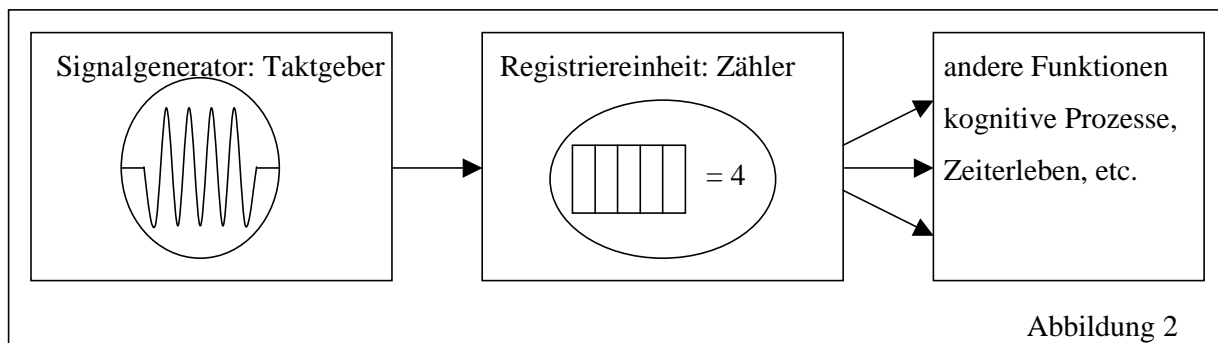 Signalgenerator: Taktgeber
Registriereinheit: Zähler
= 4
andere Funktionen
kognitive Prozesse,
Zeiterleben, etc.
Abbildung 2